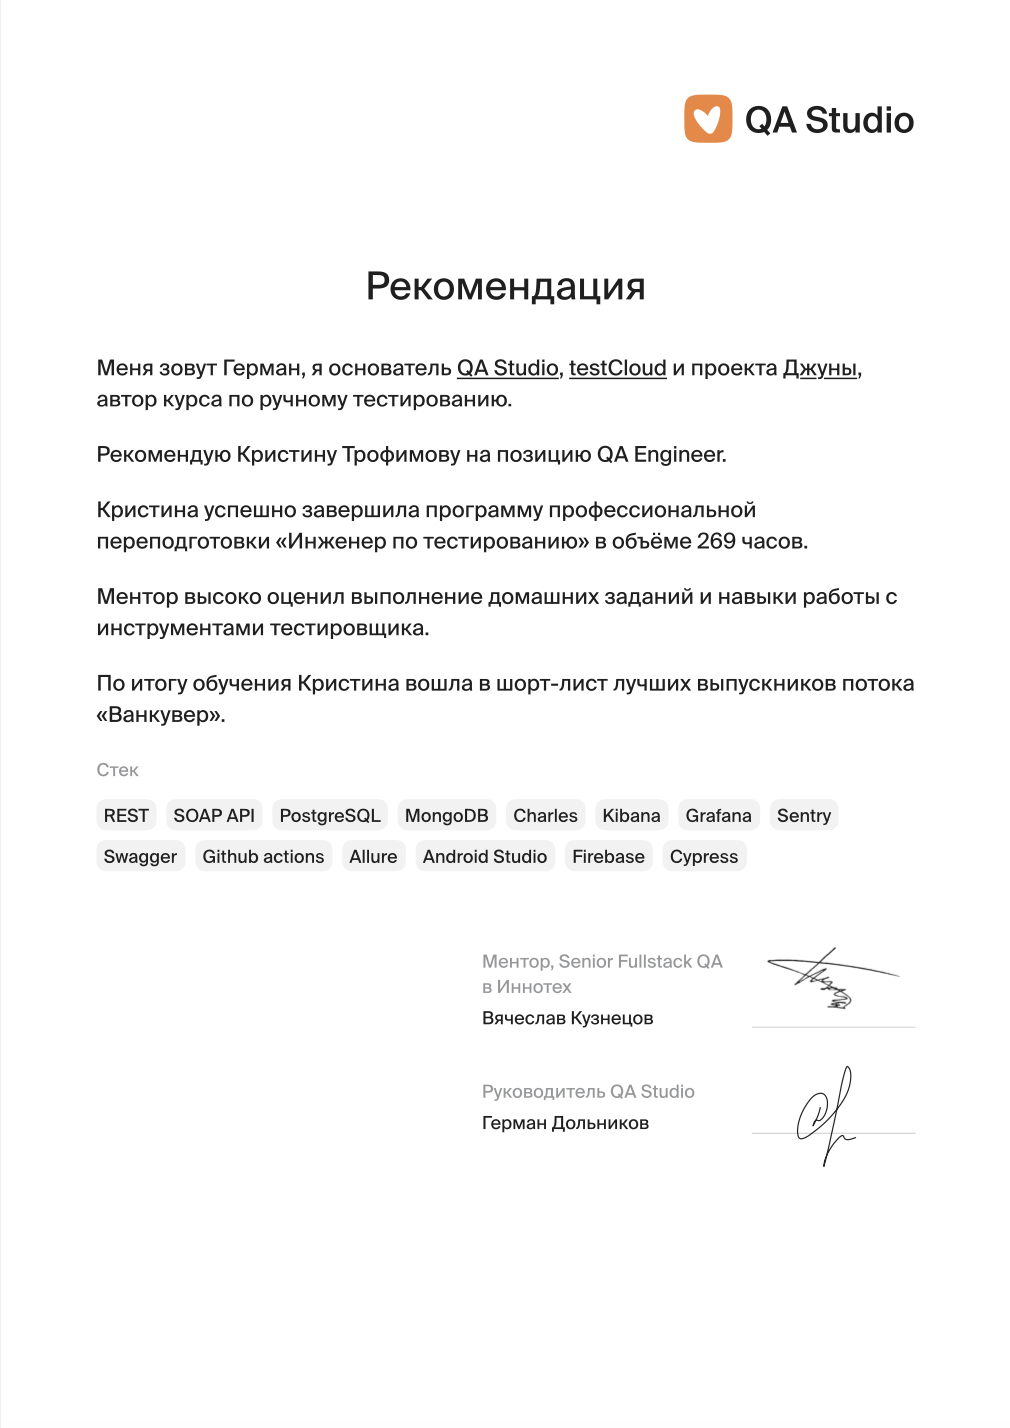 QA Studio
Рекомендация
Меня зовут Герман, я основатель QA Studio, testCloud и проекта Джуны,
автор курса по ручному тестированию.
Рекомендую Кристину Трофимову на позицию QA Engineer.
Кристина успешно завершила программу профессиональной
переподготовки «Инженер по тестированию» в объёме 269 часов.
Ментор высоко оценил выполнение домашних заданий и навыки работы с
инструментами тестировщика.
По итогу обучения Кристина вошла в шорт-лист лучших выпускников потока
«Ванкувер».
Стек
REST SOAP API PostgreSQL MongoDB Charles Kibana Grafana Sentry
Swagger Github actions Allure Android Studio Firebase Cypress
Ментор, Senior Fullstack QA
в Иннотех
Вячеслав Кузнецов
Руководитель QA Studio
Герман Дольников